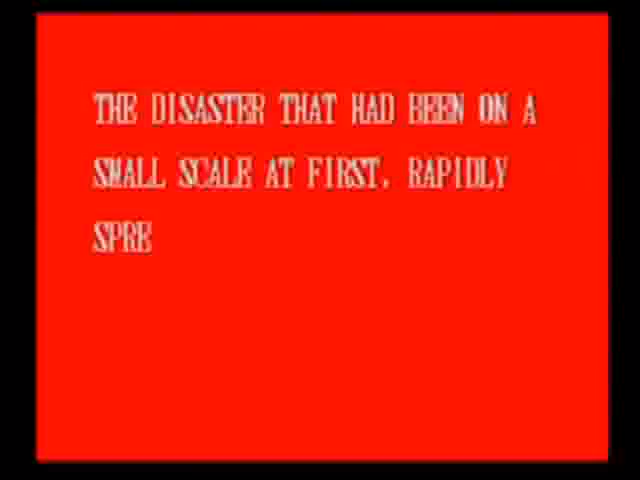 THE DISASTER THAT HAD BEEN ON A
SMALL SCALE AT FIRST. RAPIDLY
SPRE